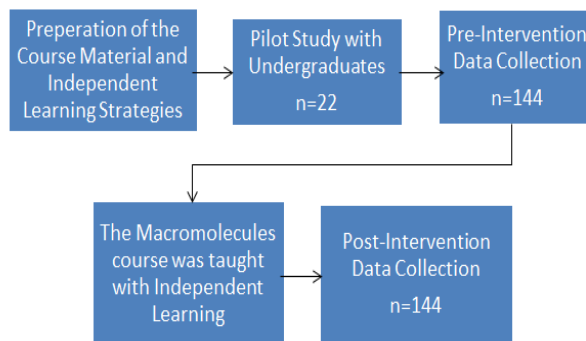 Preperation of the
Course Material and
Independent
Learning Strategies
Pilot Study with
Undergraduates
n=22
Pre-Intervention
Data Collection
n=144
The Macromolecules
course was taught
with Independent
Learning
Post-Intervention
Data Collection
n=144